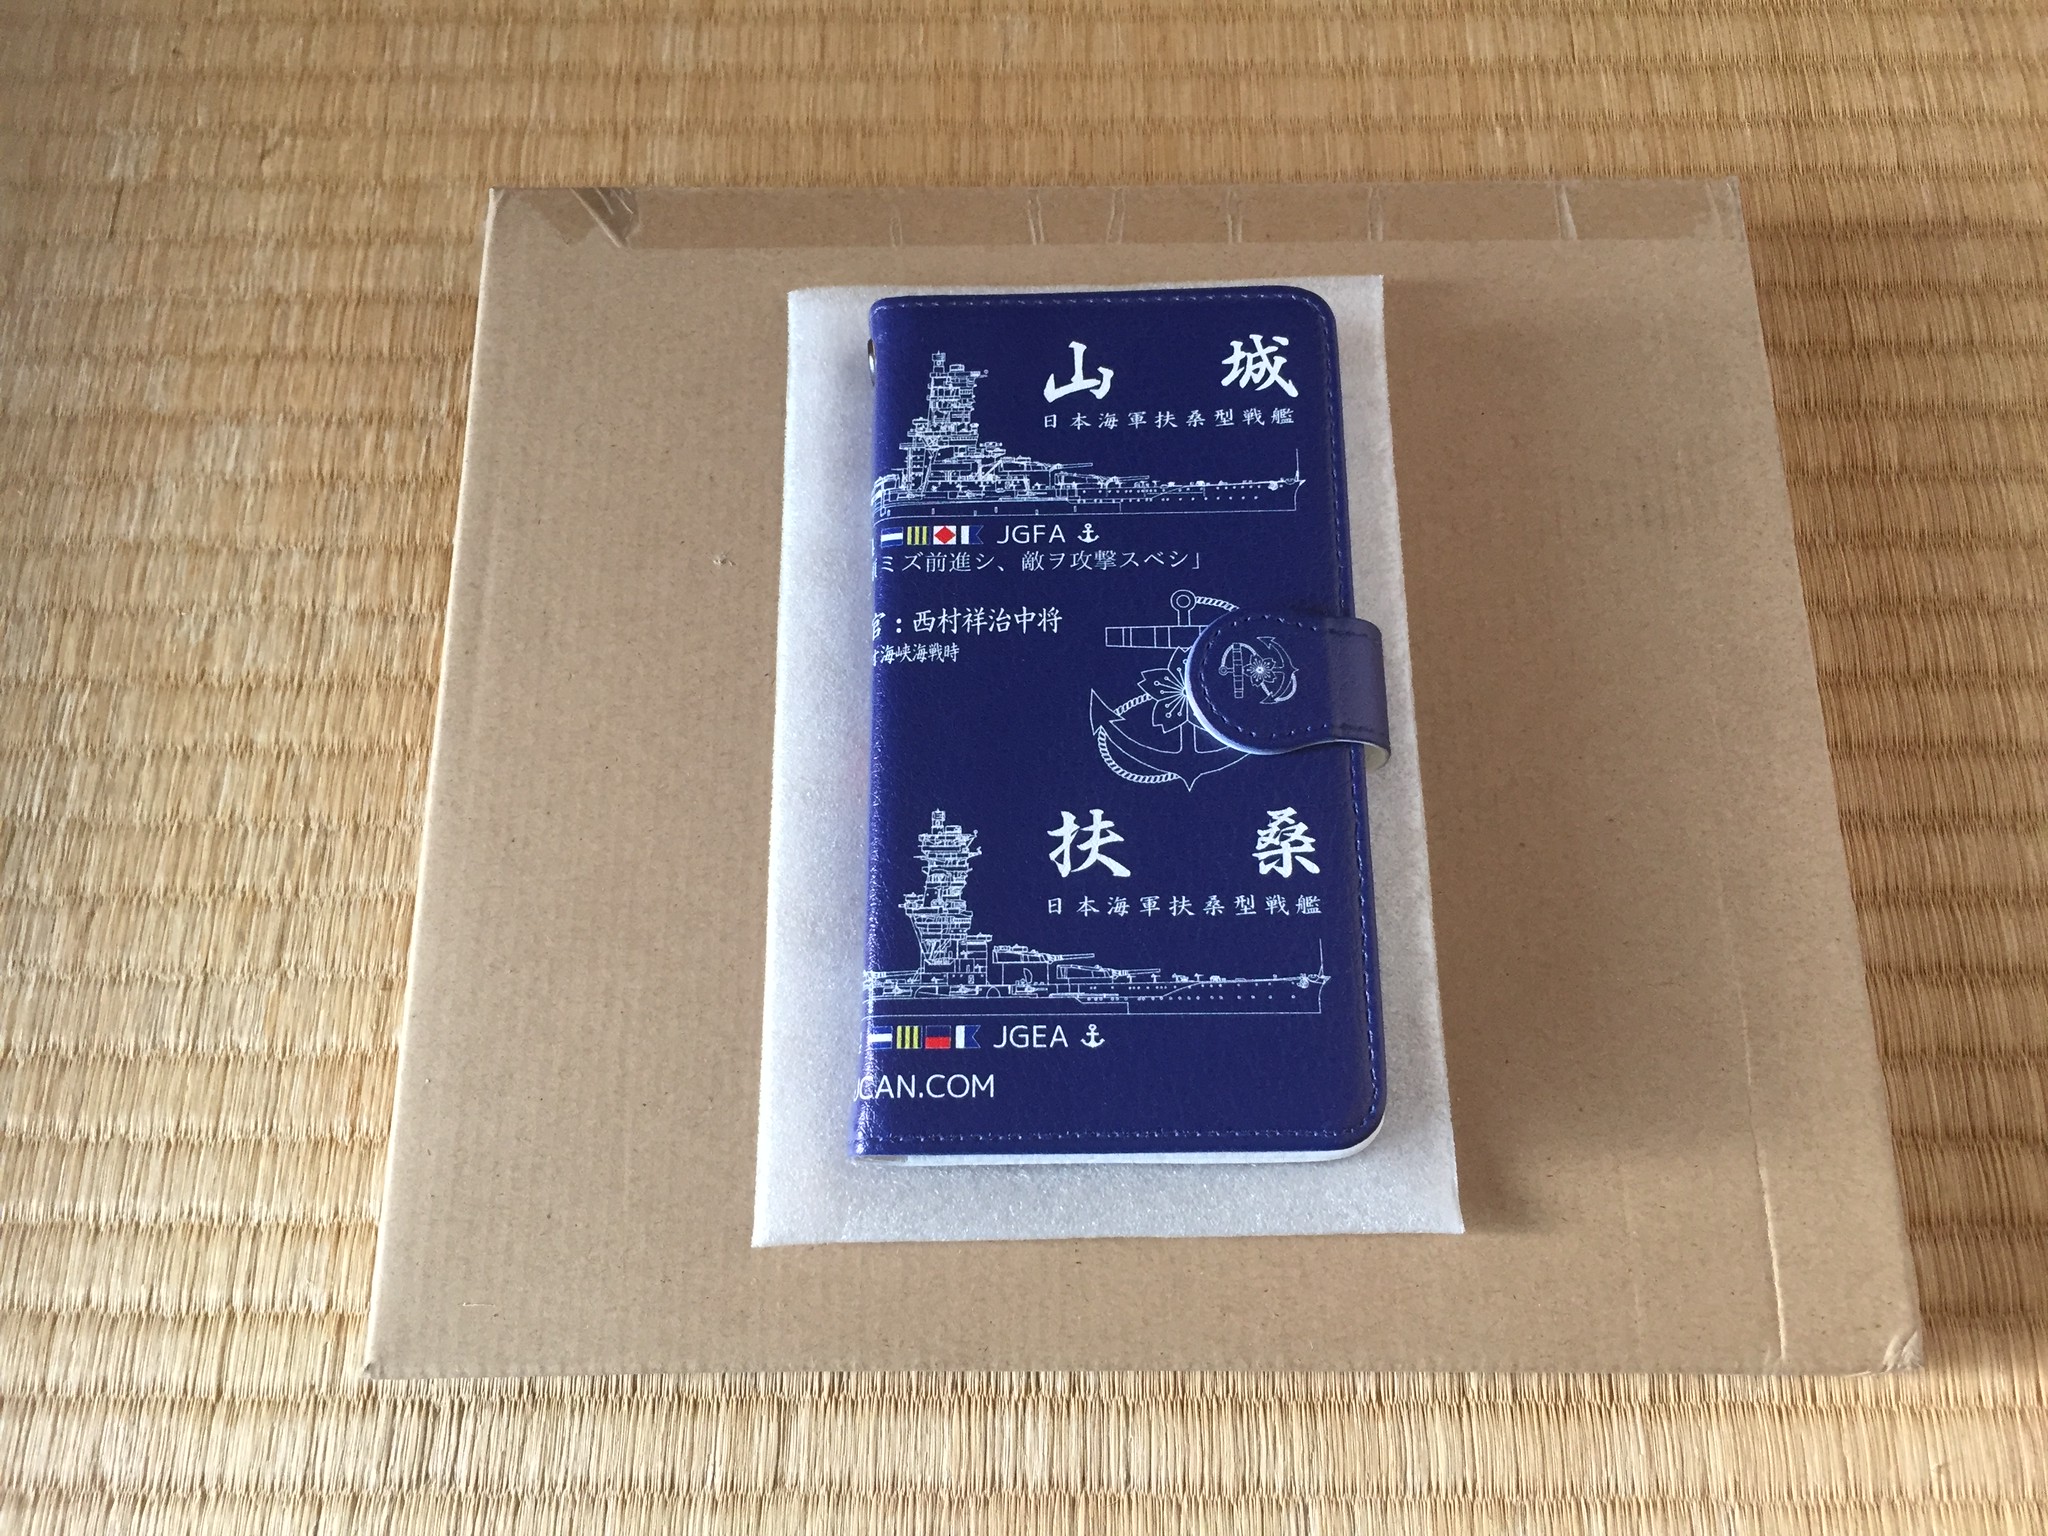 山城
日本海軍扶桑型戦艦
JGFA
ミズ前進シ、敵ヲ攻撃スベシ」
官:西村祥治中将
海峡海戦時
扶桑
日本海軍扶桑型戦艦
JGEA
CAN.COM